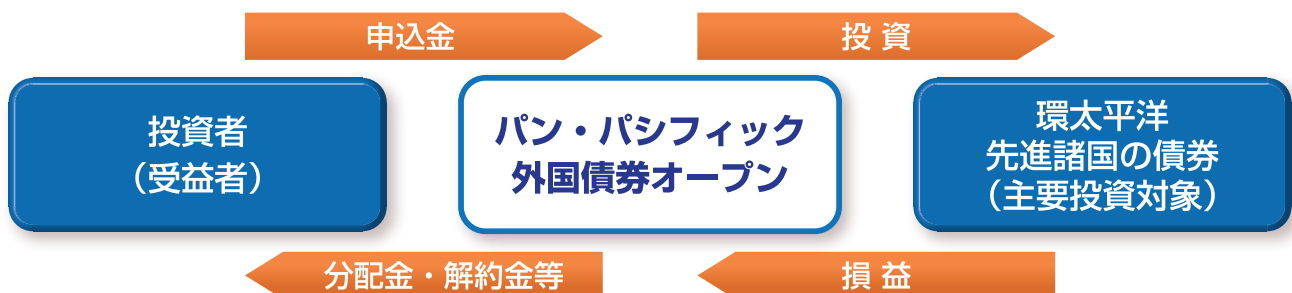 申込金
投 資
投資者
（受益者）
パン・パシフィック
外国債券オープン
環太平洋
先進諸国の債券
（主要投資対象）
分配金・解約金等
損 益